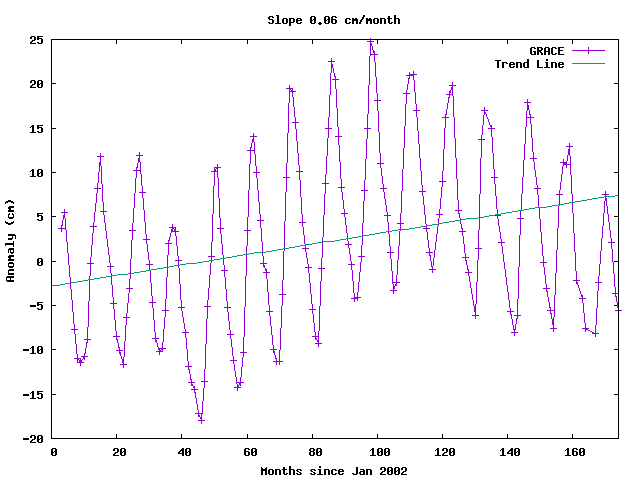 Slope 0.06 cm/month
GRACE
Trend Line
Anomaly (cm)
25
20
15
10
5
0
-5
-10
-15
-20
0 20 40 60 80 100 120 140 160
Months since Jan 2002